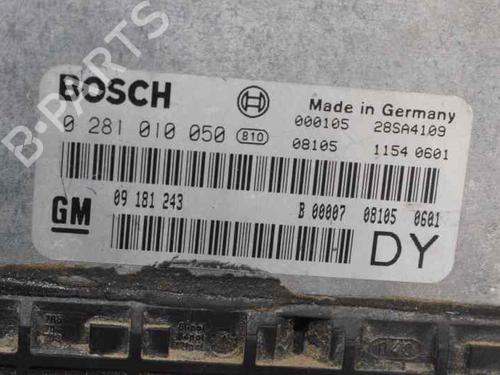 B-PARTS
BOSCH
Made in Germany
0 281 010 050 810
000105 28SA4109
08105 1154 0601
GM
09 181 243
B 00007 08105 0601
DY